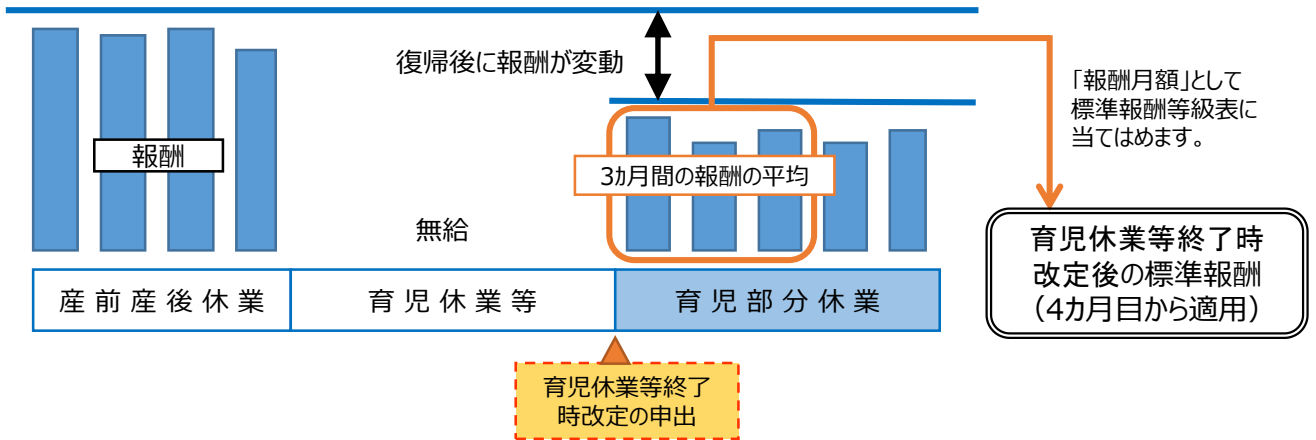 復帰後に報酬が変動
「報酬月額」として
標準報酬等級表に
当てはめます。
報酬
3ｶ月間の報酬の平均
無給
産前産後休業
育児休業等
育児部分休業
育児休業等終了時
改定後の標準報酬
（4カ月目から適用）
育児休業等終了
時改定の申出